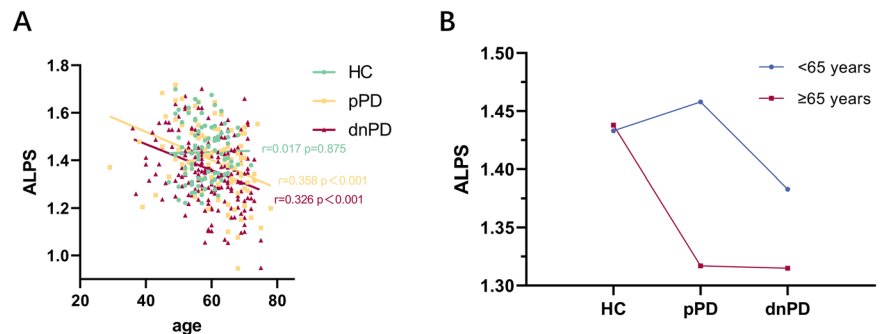 A
ALPS
1.8
1.6
1.4
1.2
1.0
20
40
60
80
age
HC
pPD
dnPD
r=0.017 p=0.875
r=0.358 p<0.001
r=0.326 p<0.001
B
ALPS
1.50
1.45
1.40
1.35
1.30
HC
pPD
dnPD
<65 years
≥65 years